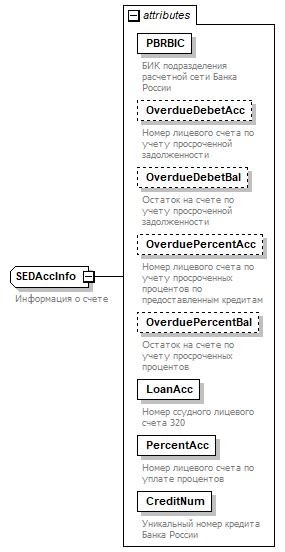 attributes
PBRBIC
БИК подразделения
расчетной сети Банка
России
OverdueDebetAcc
Номер лицевого счета по
учету просроченной
задолженности
OverdueDebetBal
Остаток на счете по
учету просроченной
задолженности
OverduePercentAcc
Номер лицевого счета по
учету просроченных
процентов по
предоставленным кредитам
SEDAccInfo
Информация о счете
OverduePercentBal
Остаток на счете по
учету просроченных
процентов
LoanAcc
Номер ссудного лицевого
счета 320
PercentAcc
Номер лицевого счета по
уплате процентов
CreditNum
Уникальный номер кредита
Банка России